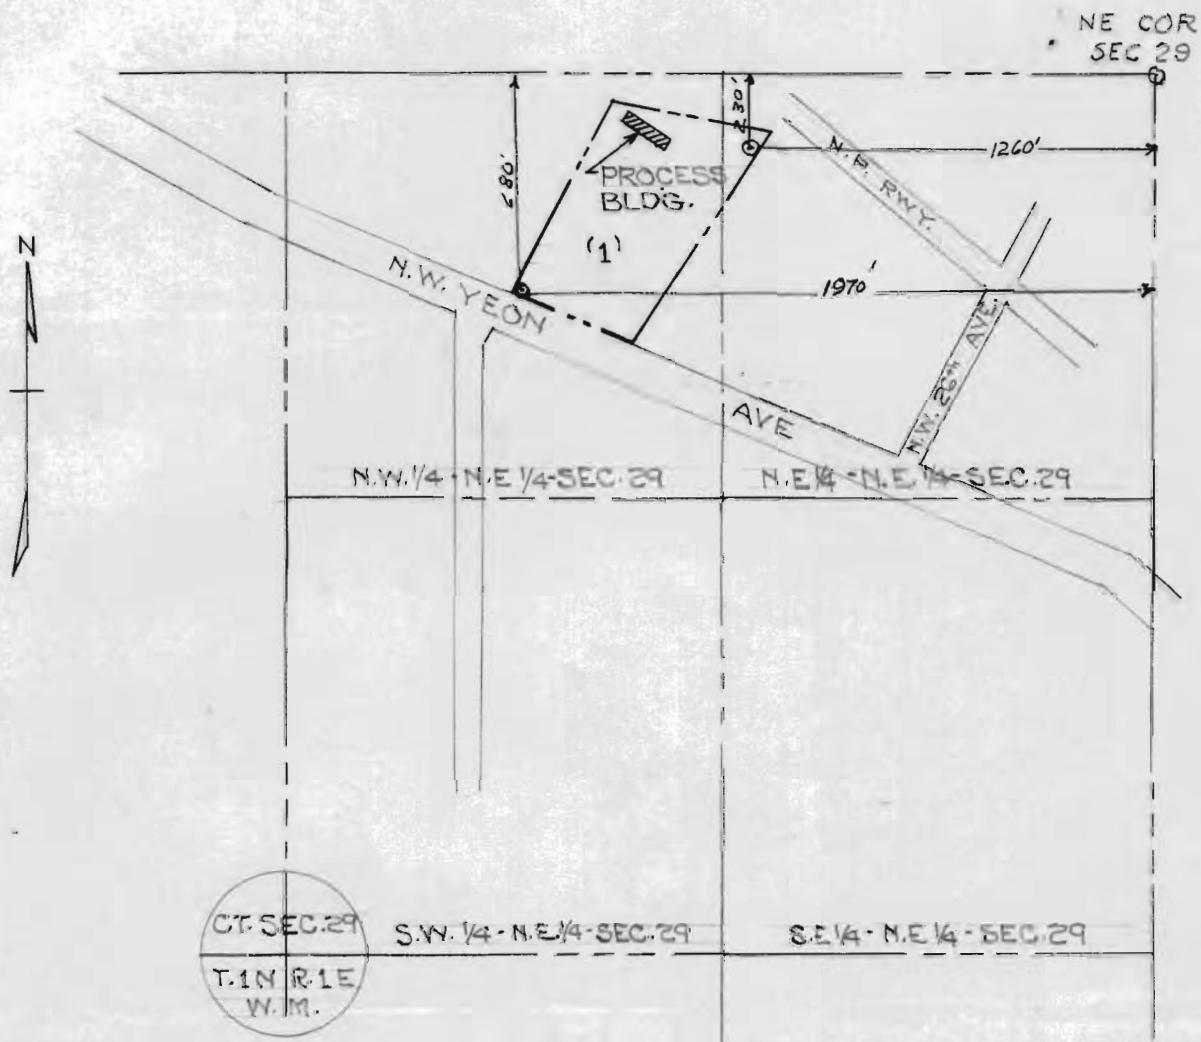 NE COR
SEC 29
230'
1260'
N.P. RWY.
680'
PROCESS
BLDG.
(1)
N
N.W. YEON
AVE
1970'
N.W. 26th AVE.
N.W. 1/4 - N.E 1/4 - SEC. 29
N.E 1/4 - N.E. 1/4 - SEC. 29
CT. SEC. 29
T.1N R.1E
W.M.
S.W. 1/4 - N.E. 1/4 - SEC. 29
S.E 1/4 - N.E 1/4 - SEC. 29